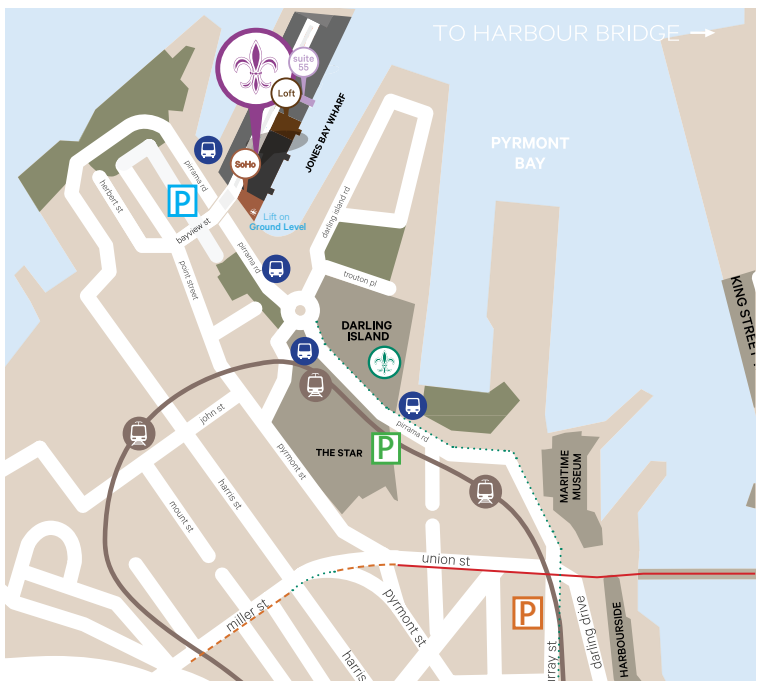 TO HARBOUR BRIDGE
suite
55
Loft
JONES BAY WHARF
PYRMONT
BAY
SoHo
pirrama rd
herbert st
P
bayview st
Lift on
Ground Level
darling island rd
pirrama rd
point street
trouton pl
KING STREET
DARLING
ISLAND
john st
pirrama rd
THE STAR
P
pyrmont st
MARITIME
MUSEUM
harris st
mount st
union st
miller st
pyrmont st
P
darling drive
HARBOURSIDE
rray st
harris